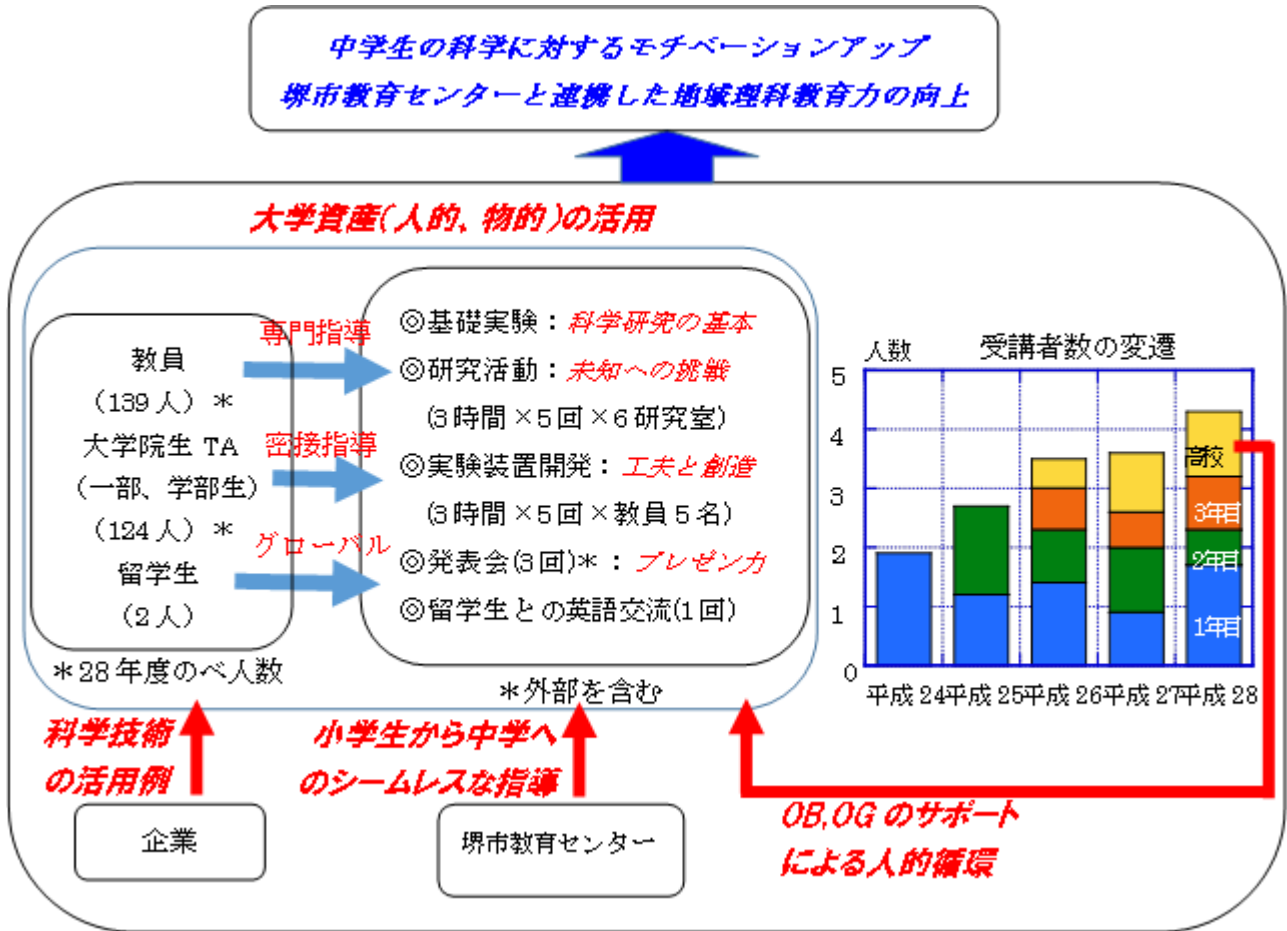 中学生の科学に対するモチベーションアップ
堺市教育センターと連携した地域理科教育力の向上
大学資産(人的、物的)の活用
教員
(139人) *
大学院生 TA
(一部、学部生)
(124人) *
留学生
(2人)
*28年度のべ人数
専門指導
密接指導
グローバル
◎基礎実験：科学研究の基本
◎研究活動：未知への挑戦
(3時間×5回×6研究室)
◎実験装置開発：工夫と創造
(3時間×5回×教員5名)
◎発表会(3回)*：プレゼン力
◎留学生との英語交流(1回)
*外部を含む
人数
受講者数の変遷
5
4
3
2
1
0
高校
3年目
2年目
1年目
平成 24平成 25平成 26平成 27平成 28
科学技術
の活用例
小学生から中学へ
のシームレスな指導
OB,OG のサポート
による人的循環
企業
堺市教育センター